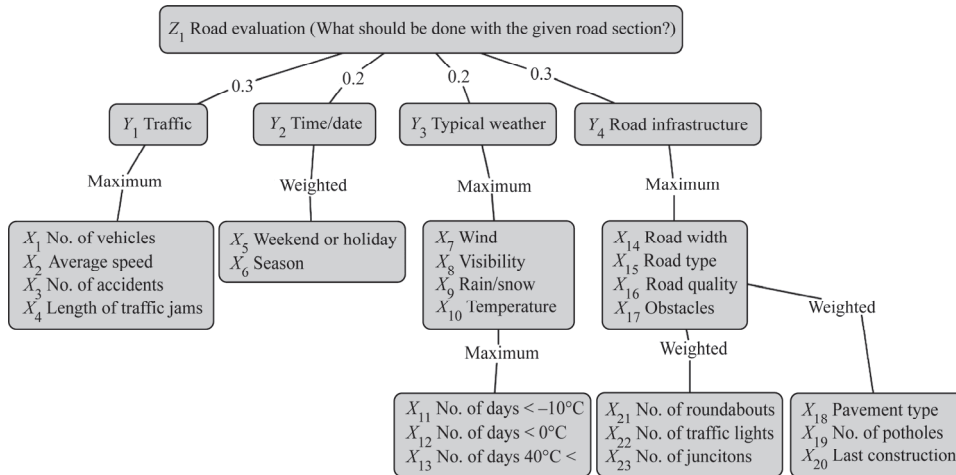 Z1 Road evaluation (What should be done with the given road section?)
0.3
0.2
0.2
0.3
Y1 Traffic
Y2 Time/date
Y3 Typical weather
Y4 Road infrastructure
Maximum
Weighted
Maximum
Maximum
X1 No. of vehicles
X2 Average speed
X3 No. of accidents
X4 Length of traffic jams
X5 Weekend or holiday
X6 Season
X7 Wind
X8 Visibility
X9 Rain/snow
X10 Temperature
X14 Road width
X15 Road type
X16 Road quality
X17 Obstacles
Maximum
Weighted
Weighted
X11 No. of days < –10°C
X12 No. of days < 0°C
X13 No. of days 40°C <
X21 No. of roundabouts
X22 No. of traffic lights
X23 No. of juncitons
X18 Pavement type
X19 No. of potholes
X20 Last construction